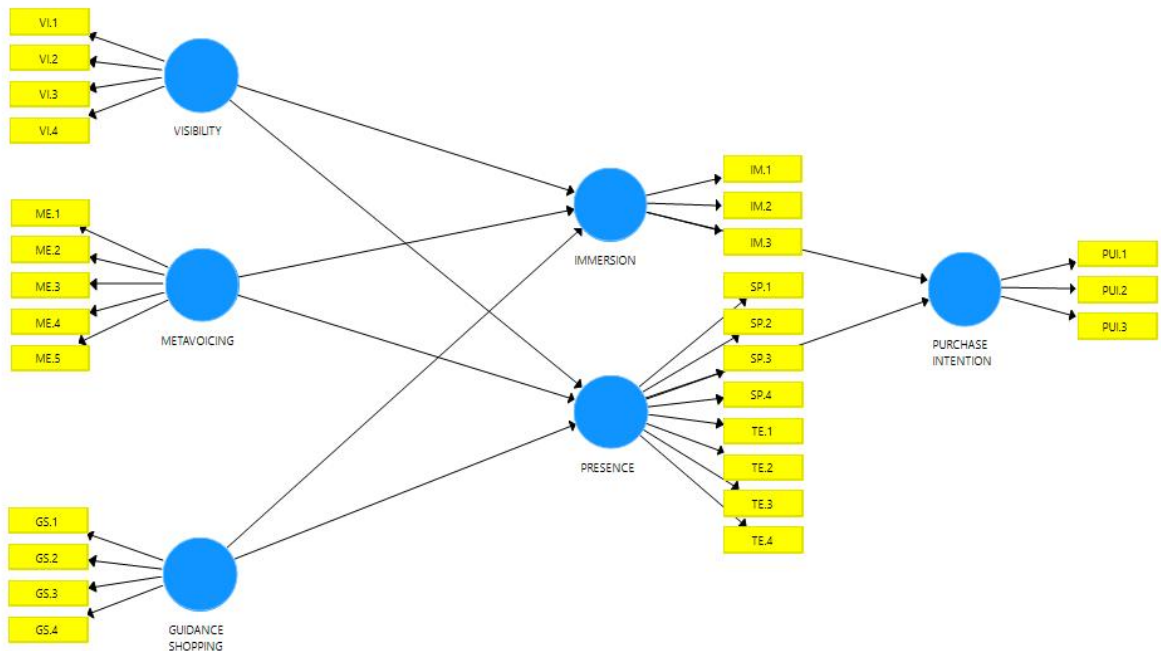 VI.1
VI.2
VI.3
VI.4
VISIBILITY
ME.1
ME.2
ME.3
ME.4
ME.5
METAVOICING
GS.1
GS.2
GS.3
GS.4
GUIDANCE
SHOPPING
IMMERSION
IM.1
IM.2
IM.3
PRESENCE
SP.1
SP.2
SP.3
SP.4
TE.1
TE.2
TE.3
TE.4
PURCHASE
INTENTION
PUI.1
PUI.2
PUI.3